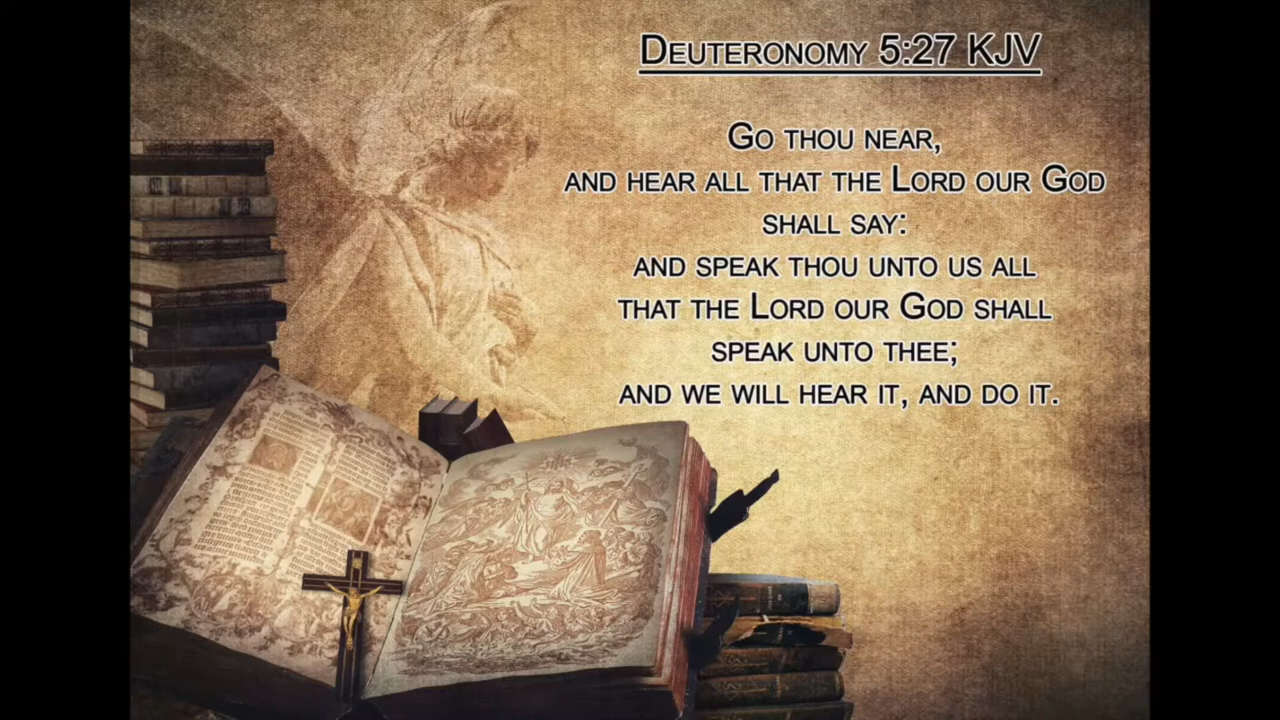 Deuteronomy 5:27 KJV
Go thou near,
and hear all that the Lord our God
shall say:
and speak thou unto us all
that the Lord our God shall
speak unto thee;
and we will hear it, and do it.